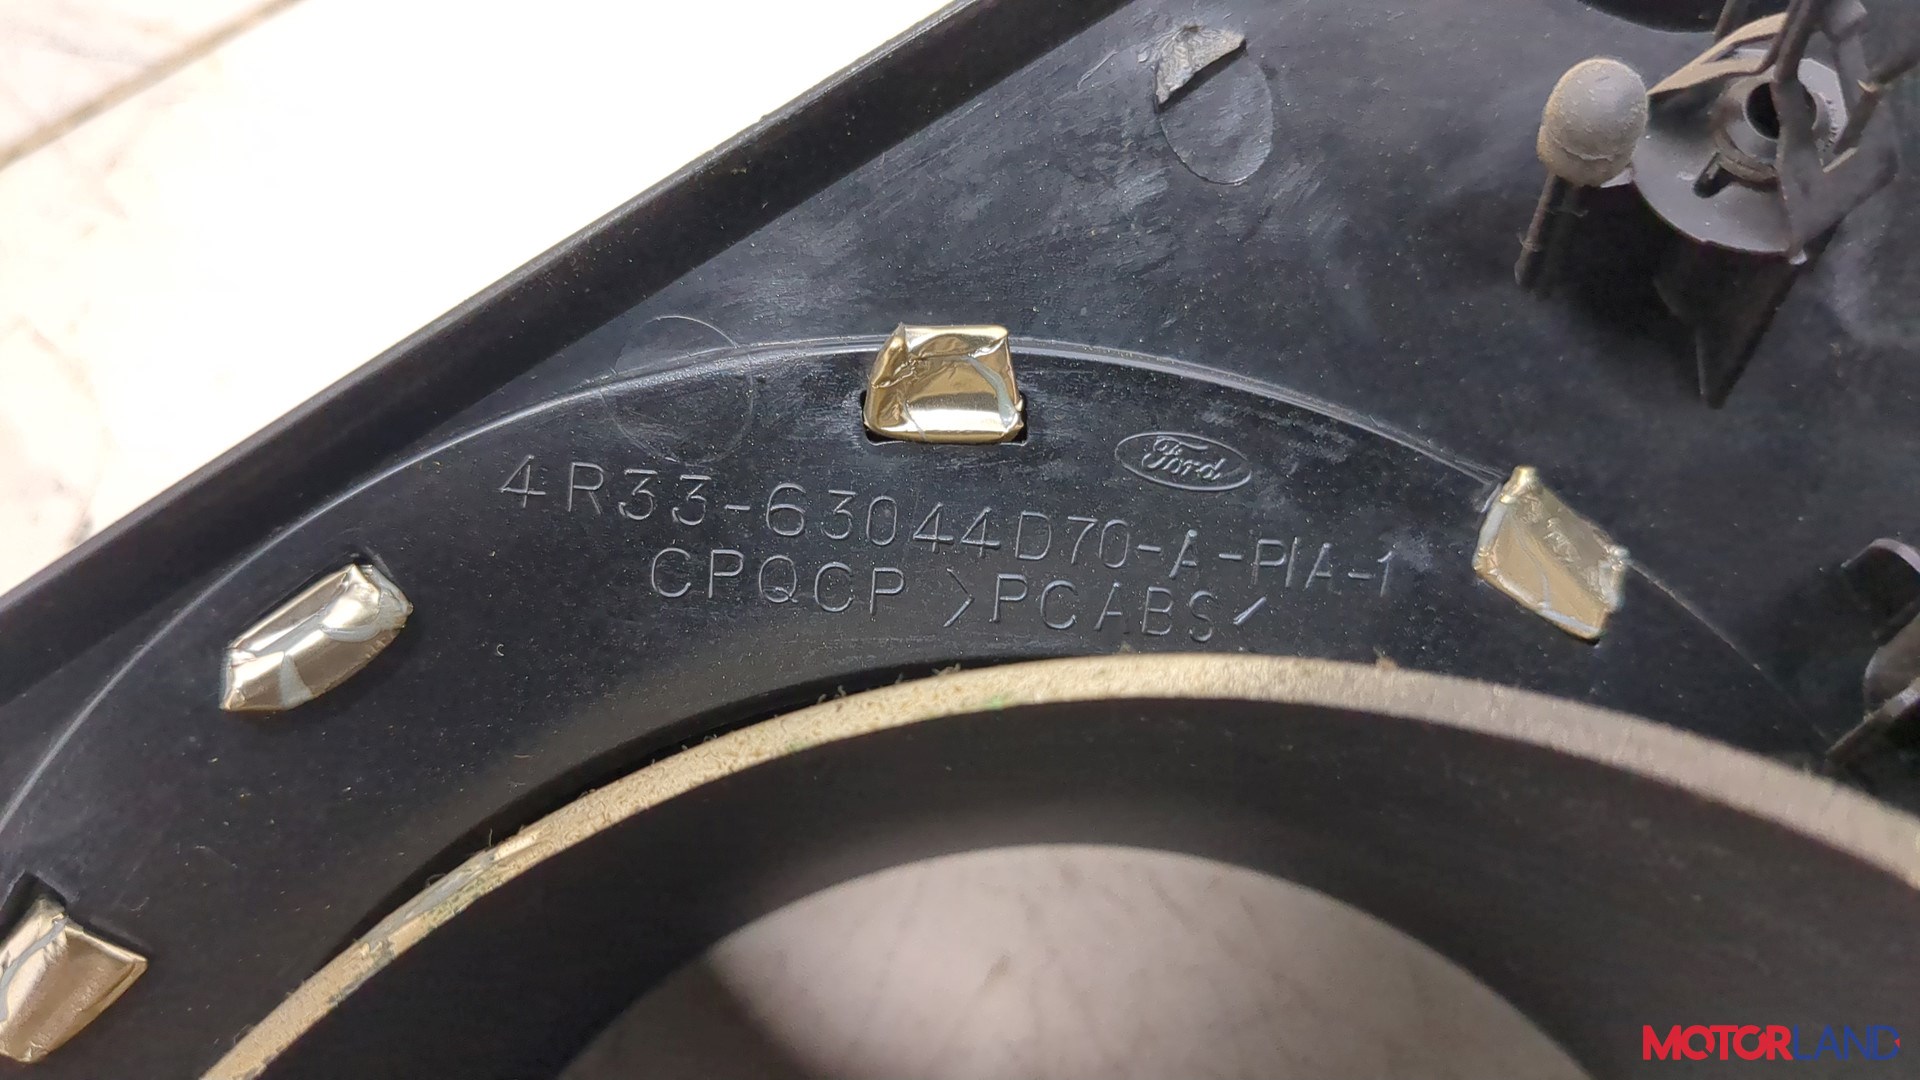 Ford
4R33-63044D70-A-PIA-1
CPQCP >PCABS<
MOTORLAND